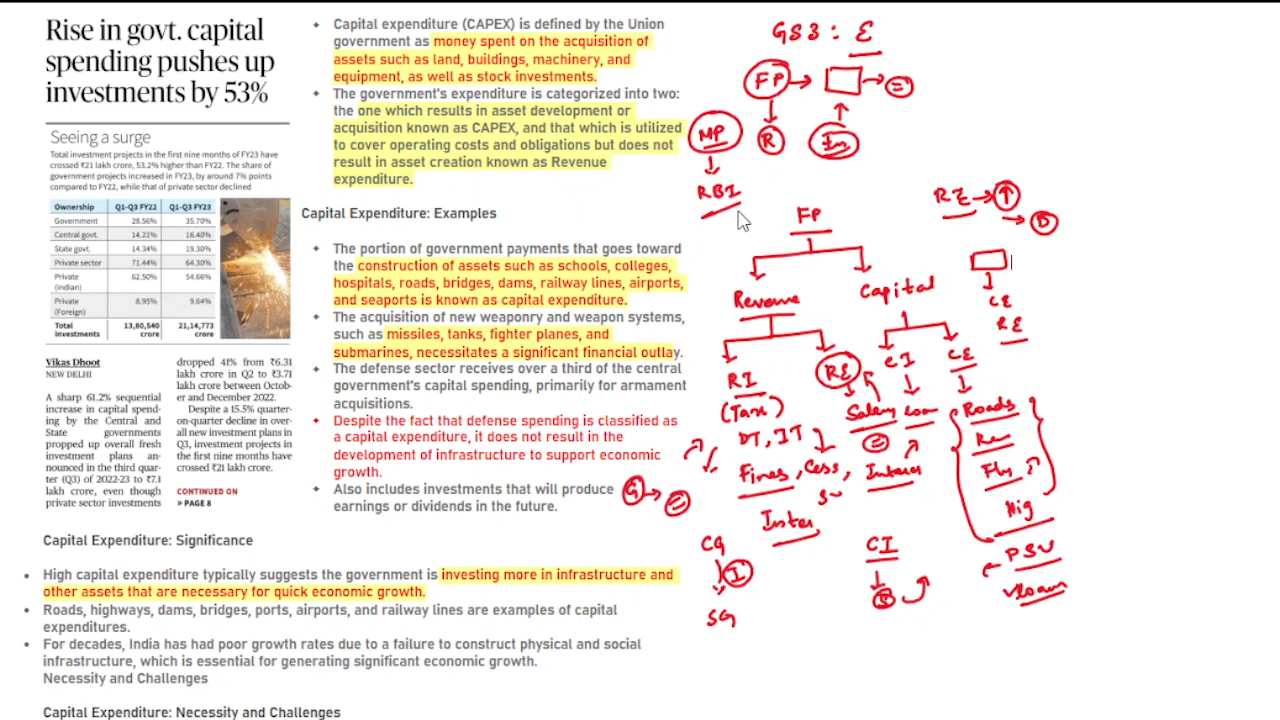 Rise in govt. capital
spending pushes up
investments by 53%
Seeing a surge
Total investment projects in the first nine months of FY23 have
crossed ₹21 lakh crore, 53.2% higher than FY22. The share of
government projects increased in FY23, by around 7% points
compared to FY22, while that of private sector declined
Ownership Q1-Q3 FY22 Q1-Q3 FY23
Government 28.56% 35.70%
Central govt. 14.21% 16.40%
State govt. 14.34% 19.30%
Private sector 71.44% 64.30%
Private (Indian) 62.50% 54.66%
Private (Foreign) 8.95% 9.64%
Total investments 13,80,540 crore 21,14,773 crore
Vikas Dhoot
NEW DELHI
A sharp 61.2% sequential
increase in capital spend-
ing by the Central and
State governments
propped up overall fresh
investment plans an-
nounced in the third quar-
ter (Q3) of 2022-23 to ₹7.1
lakh crore, even though
private sector investments
dropped 41% from ₹6.31
lakh crore in Q2 to ₹3.71
lakh crore between Octob-
er and December 2022.
Despite a 15.5% quarter-
on-quarter decline in over-
all new investment plans in
Q3, investment projects in
the first nine months have
crossed ₹21 lakh crore.
CONTINUED ON
» PAGE 8
Capital expenditure (CAPEX) is defined by the Union
government as money spent on the acquisition of
assets such as land, buildings, machinery, and
equipment, as well as stock investments.
The government's expenditure is categorized into two:
the one which results in asset development or
acquisition known as CAPEX, and that which is utilized
to cover operating costs and obligations but does not
result in asset creation known as Revenue
expenditure.
Capital Expenditure: Examples
The portion of government payments that goes toward
the construction of assets such as schools, colleges,
hospitals, roads, bridges, dams, railway lines, airports,
and seaports is known as capital expenditure.
The acquisition of new weaponry and weapon systems,
such as missiles, tanks, fighter planes, and
submarines, necessitates a significant financial outlay.
The defense sector receives over a third of the central
government's capital spending, primarily for armament
acquisitions.
Despite the fact that defense spending is classified as
a capital expenditure, it does not result in the
development of infrastructure to support economic
growth.
Also includes investments that will produce
earnings or dividends in the future.
Capital Expenditure: Significance
High capital expenditure typically suggests the government is investing more in infrastructure and
other assets that are necessary for quick economic growth.
Roads, highways, dams, bridges, ports, airports, and railway lines are examples of capital
expenditures.
For decades, India has had poor growth rates due to a failure to construct physical and social
infrastructure, which is essential for generating significant economic growth.
Necessity and Challenges
Capital Expenditure: Necessity and Challenges
GS3 : E
FP
MP
R
In
RBI
RE
D
FP
Revenue
Capital
CE
RE
RI
RE
CI
CE
(Tax)
Salary
loan
Roads
DT, IT
Fines, Cess,
Fly
G
Hig
CG
CI
PSU
I
loan
SG